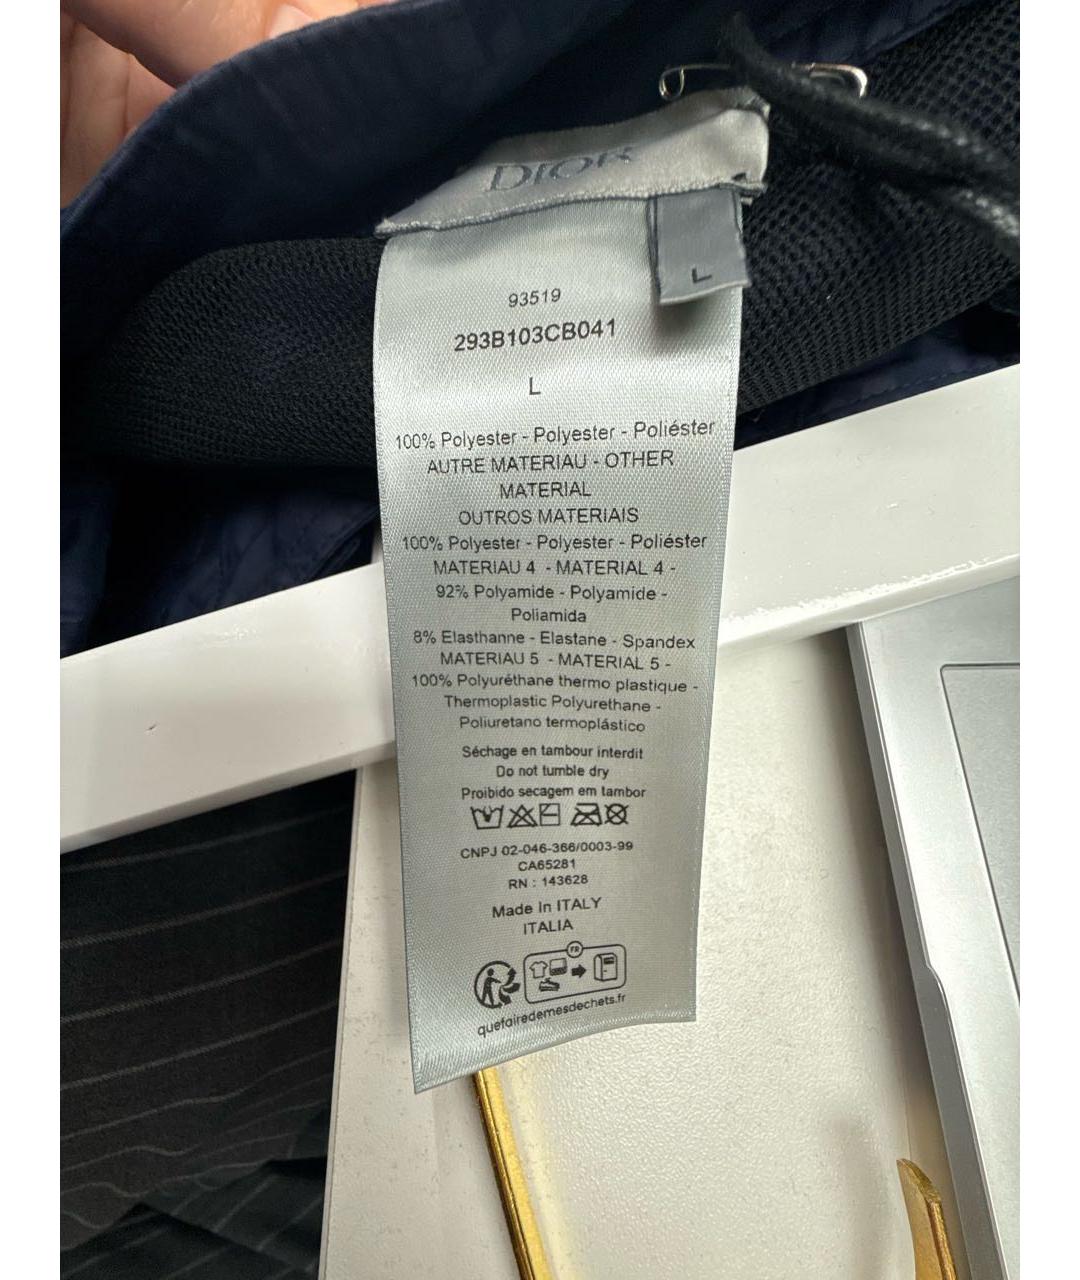 DIOR
L
93519
293B103CB041
L
100% Polyester - Polyester - Poliéster
AUTRE MATERIAU - OTHER
MATERIAL
OUTROS MATERIAIS
100% Polyester - Polyester - Poliéster
MATERIAU 4 - MATERIAL 4 -
92% Polyamide - Polyamide -
Poliamida
8% Elasthanne - Elastane - Spandex
MATERIAU 5 - MATERIAL 5 -
100% Polyuréthane thermo plastique -
Thermoplastic Polyurethane -
Poliuretano termoplástico
Séchage en tambour interdit
Do not tumble dry
Proibido secagem em tambor
CNPJ 02-046-366/0003-99
CA65281
RN : 143628
Made in ITALY
ITALIA
FR
quefairedemesdechets.fr